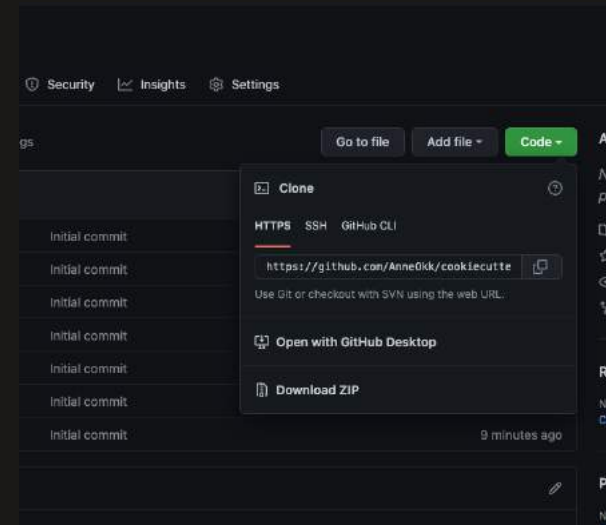 Security Insights Settings
gs
Go to file Add file Code
Clone
HTTPS SSH GitHub CLI
https://github.com/AnneOkk/cookiecutte
Use Git or checkout with SVN using the web URL.
Open with GitHub Desktop
Download ZIP
Initial commit
Initial commit
Initial commit
Initial commit
Initial commit
Initial commit
Initial commit 9 minutes ago
A
N
p
R
N
C
P
N